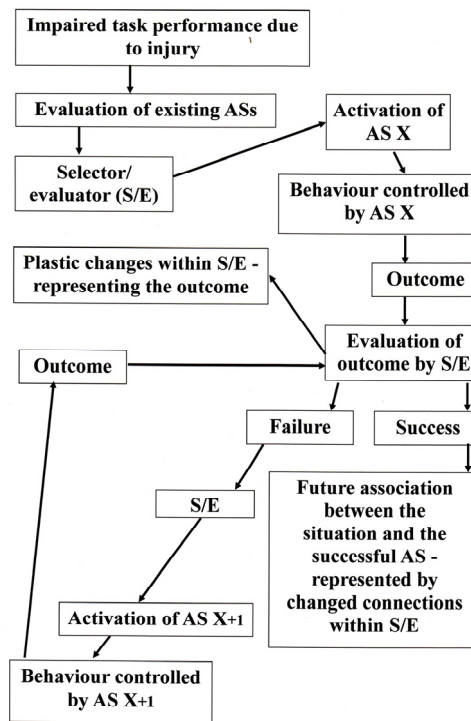 Impaired task performance due
to injury
Evaluation of existing ASs
Selector/
evaluator (S/E)
Activation of
AS X
Behaviour controlled
by AS X
Plastic changes within S/E -
representing the outcome
Outcome
Evaluation of
outcome by S/E
Outcome
Failure
Success
S/E
Future association
between the
situation and the
successful AS -
represented by
changed connections
within S/E
Activation of AS X+1
Behaviour controlled
by AS X+1